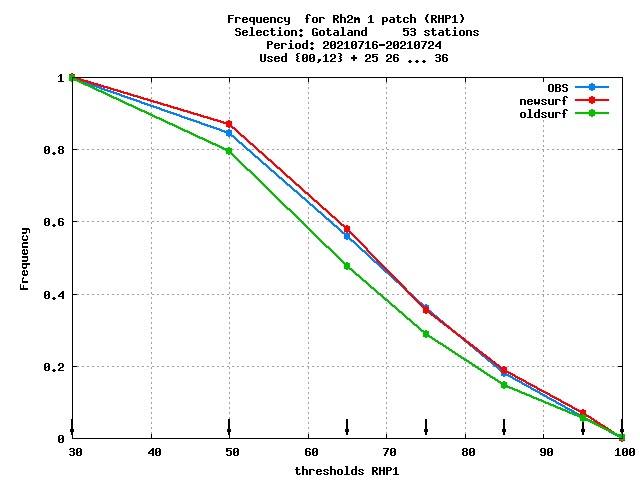 Frequency  for Rh2m 1 patch (RHP1)
Selection: Gotaland     53 stations
Period: 20210716-20210724
Used {00,12} + 25 26 ... 36
OBS
newsurf
oldsurf
1
0.8
0.6
0.4
0.2
0
Frequency
30 40 50 60 70 80 90 100
thresholds RHP1